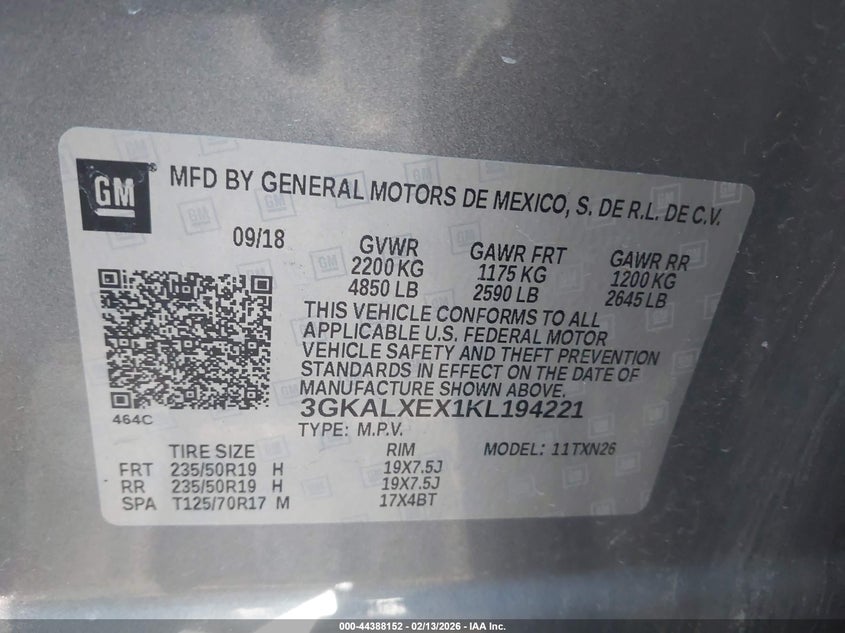 GM
MFD BY GENERAL MOTORS DE MEXICO, S. DE R.L. DE C.V.
09/18
GVWR GAWR FRT GAWR RR
2200 KG 1175 KG 1200 KG
4850 LB 2590 LB 2645 LB
THIS VEHICLE CONFORMS TO ALL
APPLICABLE U.S. FEDERAL MOTOR
VEHICLE SAFETY AND THEFT PREVENTION
STANDARDS IN EFFECT ON THE DATE OF
MANUFACTURE SHOWN ABOVE.
3GKALXEX1KL194221
464C
TYPE: M.P.V.
TIRE SIZE RIM MODEL: 11TXN26
FRT 235/50R19 H 19X7.5J
RR 235/50R19 H 19X7.5J
SPA T125/70R17 M 17X4BT
000-44388152 - 02/13/2026 - IAA Inc.